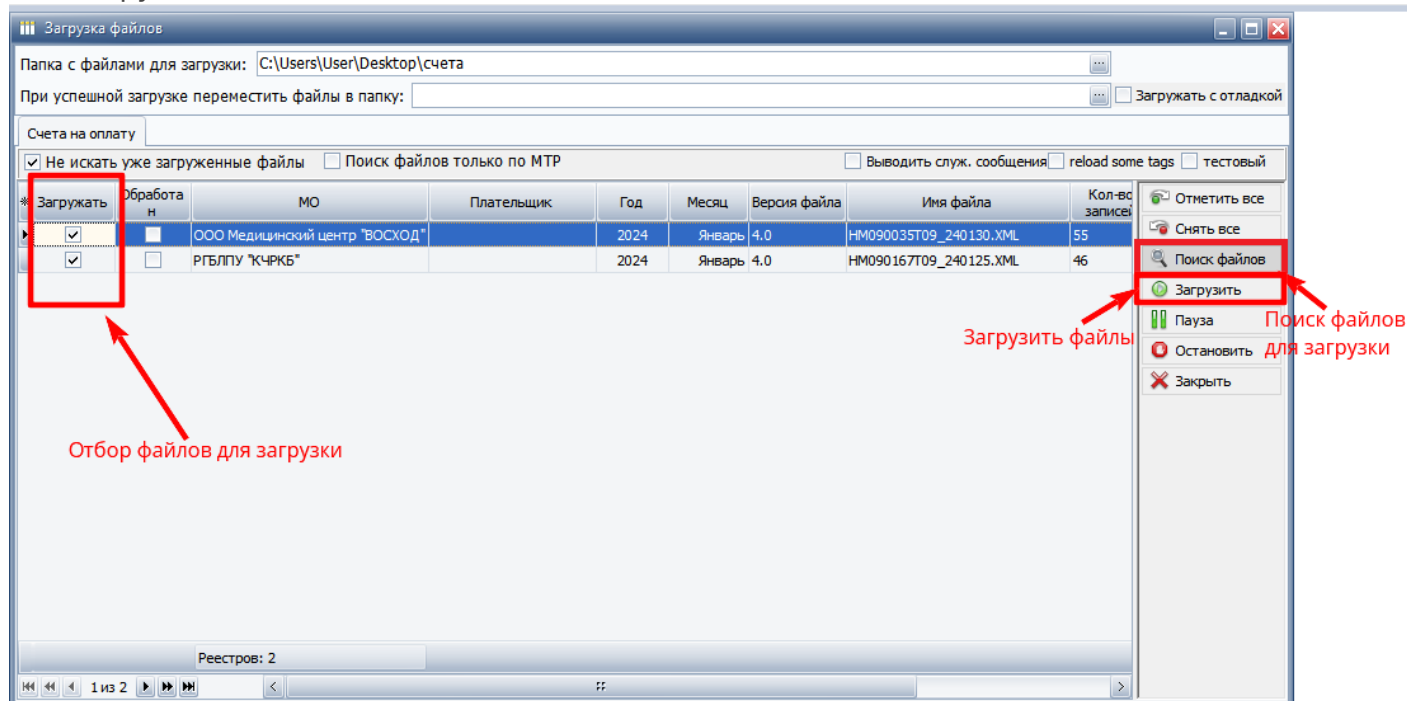 Загрузка файлов
Папка с файлами для загрузки: C:\Users\User\Desktop\счета
При успешной загрузке переместить файлы в папку: Загружать с отладкой
Счета на оплату
Не искать уже загруженные файлы Поиск файлов только по МТР Выводить служ. сообщения reload some tags тестовый
Загружать Обработан МО Плательщик Год Месяц Версия файла Имя файла Кол-во записей
ООО Медицинский центр "ВОСХОД" 2024 Январь 4.0 HM090035T09_240130.XML 55
РГБЛПУ "КЧРКБ" 2024 Январь 4.0 HM090167T09_240125.XML 46
Отметить все
Снять все
Поиск файлов
Загрузить
Пауза
Остановить
Закрыть
Загрузить файлы
Поиск файлов
для загрузки
Отбор файлов для загрузки
Реестров: 2
1 из 2